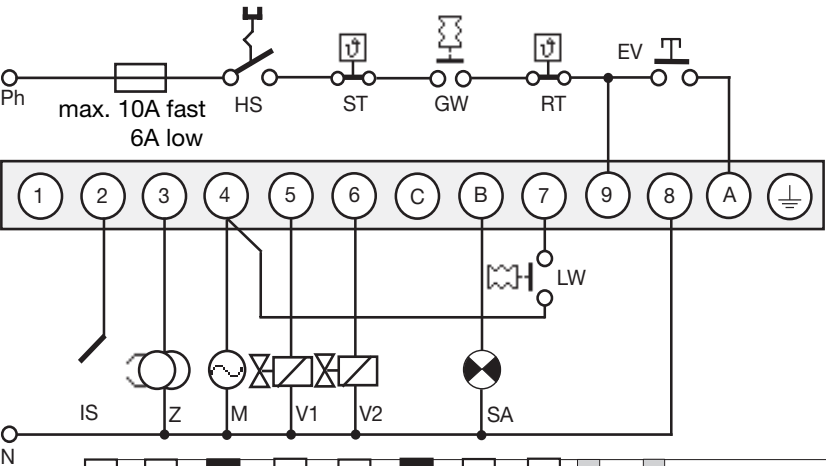 EV
Ph
max. 10A fast
6A low
HS
ST
GW
RT
ϑ
ϑ
1 2 3 4 5 6 C B 7 9 8 A
LW
IS
Z
M
V1
V2
SA
N